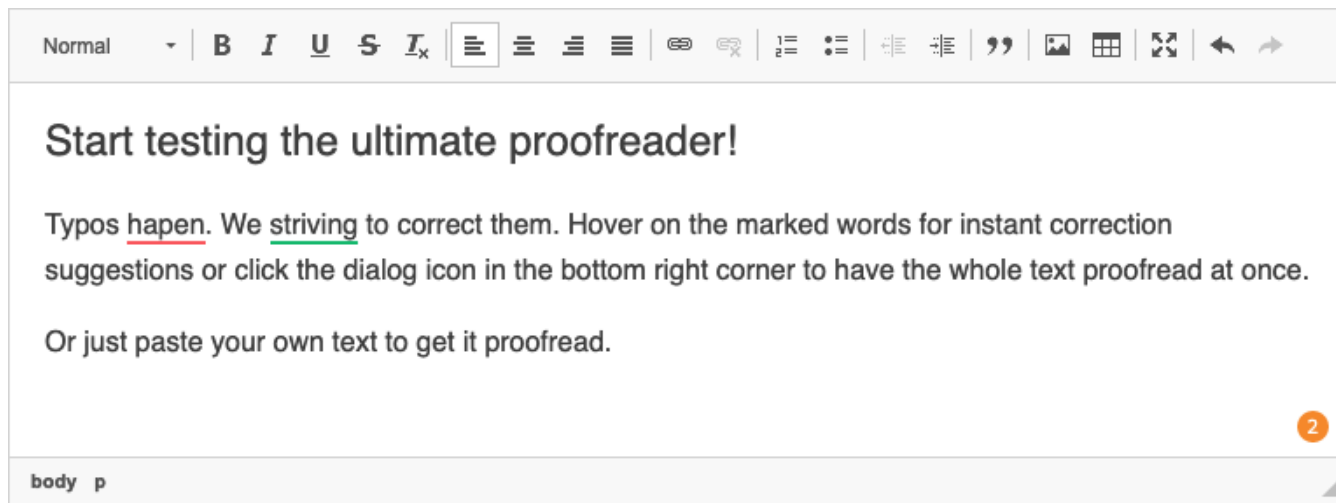 Normal
Start testing the ultimate proofreader!
Typos hapen. We striving to correct them. Hover on the marked words for instant correction
suggestions or click the dialog icon in the bottom right corner to have the whole text proofread at once.
Or just paste your own text to get it proofread.
2
body p